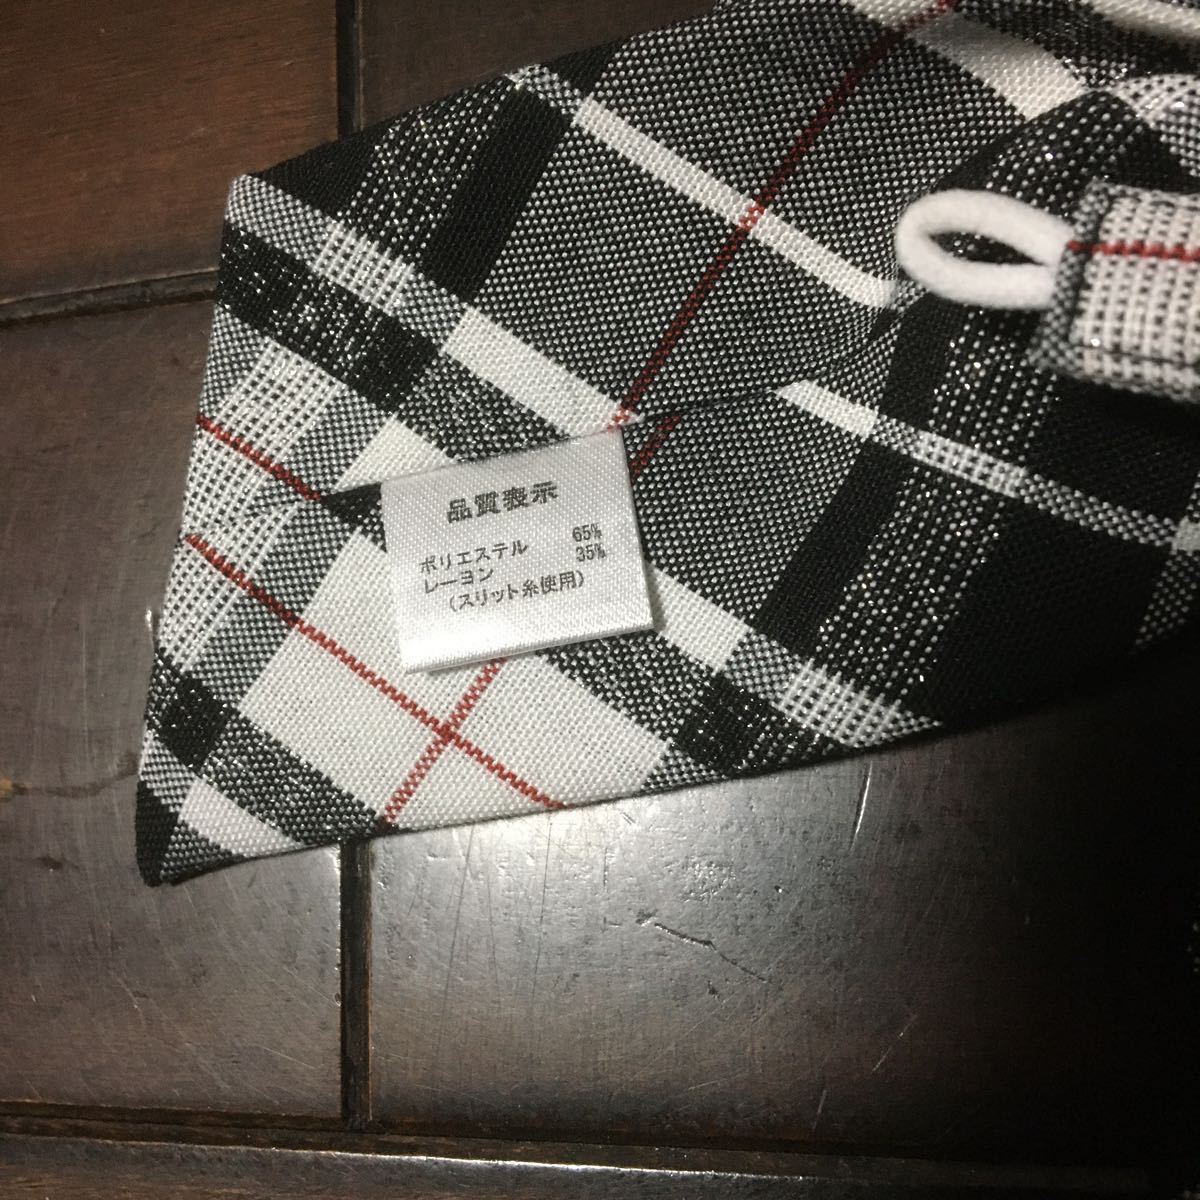 品質表示
ポリエステル 65%
レーヨン 35%
(スリット糸使用)